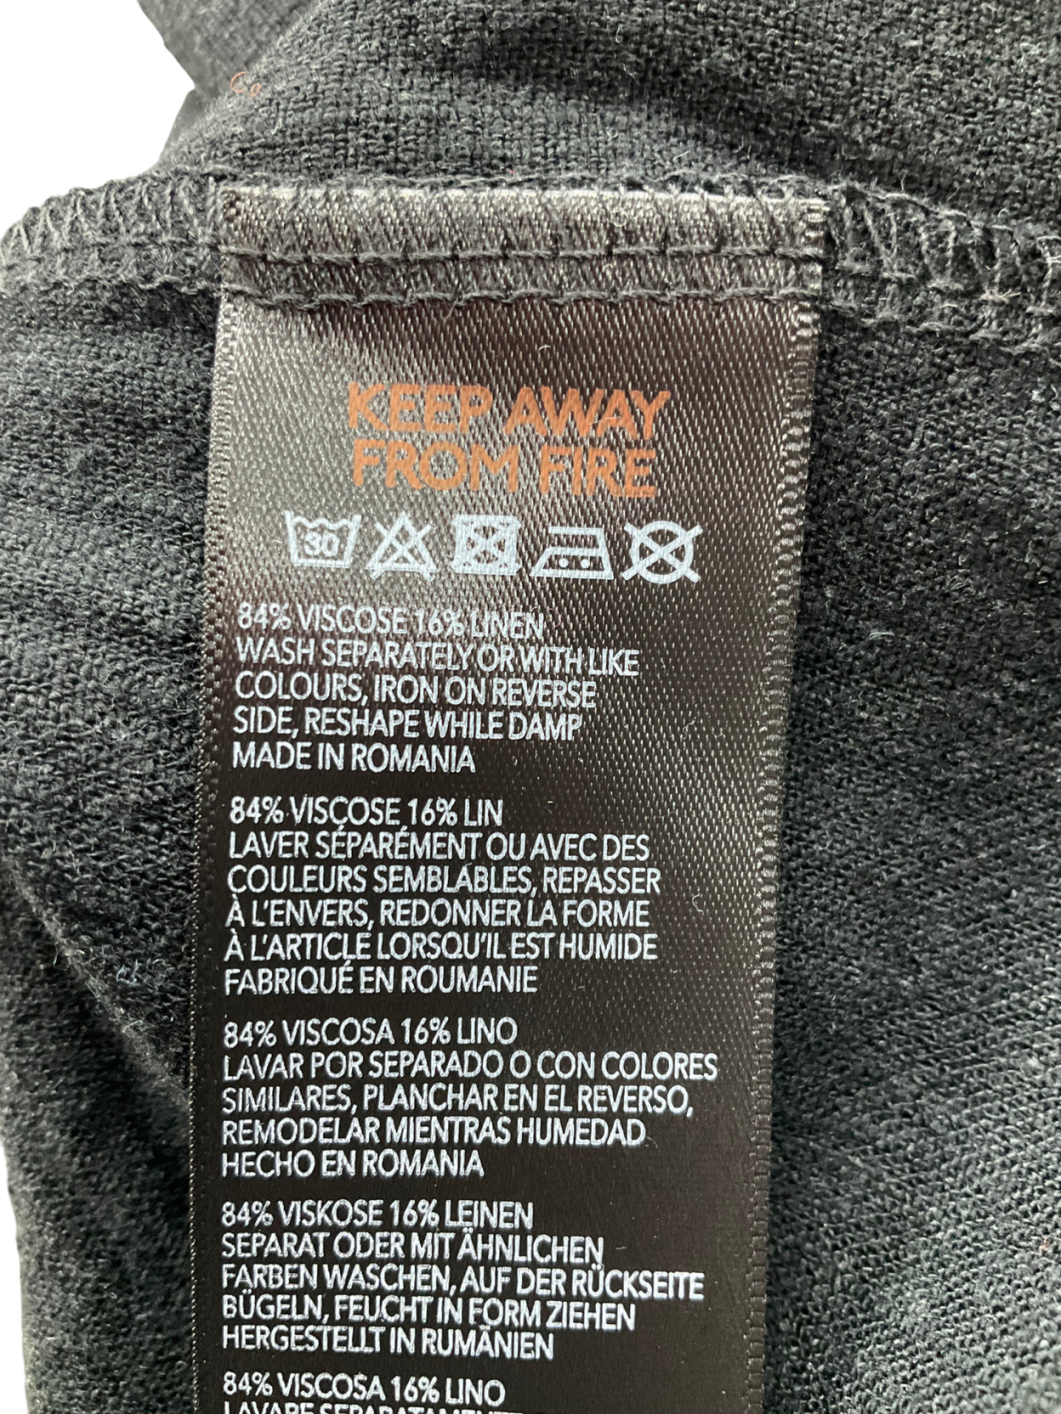 KEEP AWAY
FROM FIRE
30
84% VISCOSE 16% LINEN
WASH SEPARATELY OR WITH LIKE
COLOURS, IRON ON REVERSE
SIDE, RESHAPE WHILE DAMP
MADE IN ROMANIA
84% VISCOSE 16% LIN
LAVER SÉPARÉMENT OU AVEC DES
COULEURS SEMBLABLES, REPASSER
À L'ENVERS, REDONNER LA FORME
À L'ARTICLE LORSQU'IL EST HUMIDE
FABRIQUÉ EN ROUMANIE
84% VISCOSA 16% LINO
LAVAR POR SEPARADO O CON COLORES
SIMILARES, PLANCHAR EN EL REVERSO,
REMODELAR MIENTRAS HUMEDAD
HECHO EN ROMANIA
84% VISKOSE 16% LEINEN
SEPARAT ODER MIT ÄHNLICHEN
FARBEN WASCHEN, AUF DER RÜCKSEITE
BÜGELN, FEUCHT IN FORM ZIEHEN
HERGESTELLT IN RUMÄNIEN
84% VISCOSA 16% LINO
LAVARE